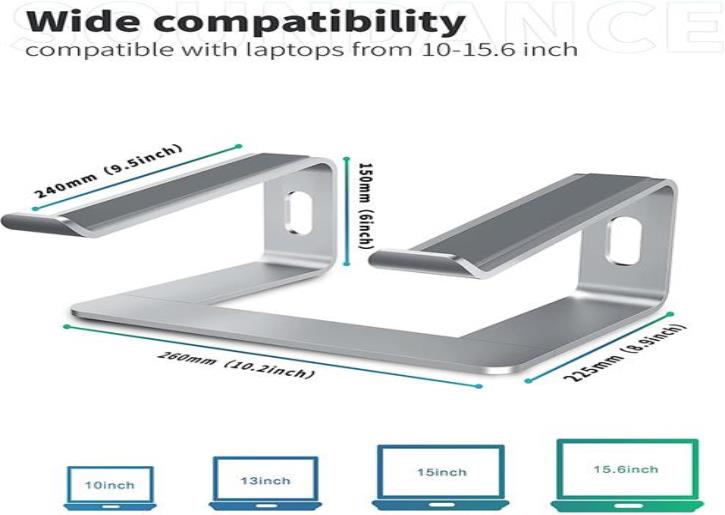 SOUNDANCE
Wide compatibility
compatible with laptops from 10-15.6 inch
240mm (9.5inch)
150mm (6inch)
260mm (10.2inch)
225mm (8.9inch)
10inch
13inch
15inch
15.6inch